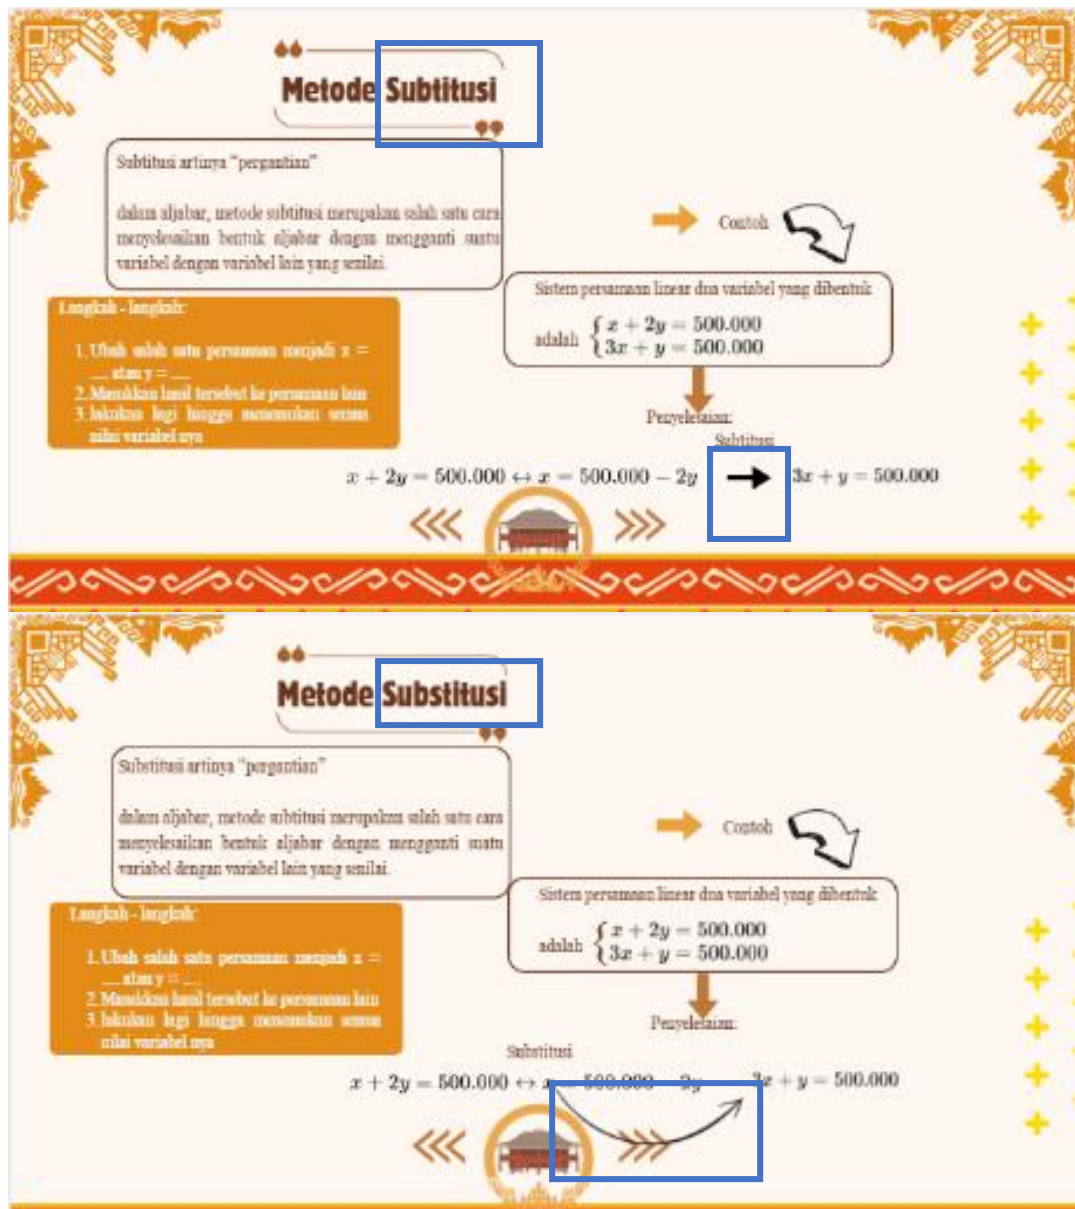 Metode Subtitusi
Subtitusi artinya "pergantian"
dalam aljabar, metode subtitusi merupakan salah satu cara
menyelesaikan bentuk aljabar dengan mengganti suatu
variabel dengan variabel lain yang senilai.
Contoh
Sistem persamaan linear dua variabel yang dibentuk
adalah { x + 2y = 500.000
3x + y = 500.000
Langkah - langkah:
1. Ubah salah satu persamaan menjadi x =
... atau y = ...
2. Masukkan hasil tersebut ke persamaan lain
3. lakukan lagi hingga menemukan semua
nilai variabel nya
Penyelesaian:
Subtitusi
x + 2y = 500.000 ↔ x = 500.000 − 2y → 3x + y = 500.000
Metode Substitusi
Substitusi artinya "pergantian"
dalam aljabar, metode subtitusi merupakan salah satu cara
menyelesaikan bentuk aljabar dengan mengganti suatu
variabel dengan variabel lain yang senilai.
Contoh
Sistem persamaan linear dua variabel yang dibentuk
adalah { x + 2y = 500.000
3x + y = 500.000
Langkah - langkah:
1. Ubah salah satu persamaan menjadi x =
... atau y = ...
2. Masukkan hasil tersebut ke persamaan lain
3. lakukan lagi hingga menemukan semua
nilai variabel nya
Penyelesaian:
Substitusi
x + 2y = 500.000 ↔ x = 500.000 − 2y 3x + y = 500.000